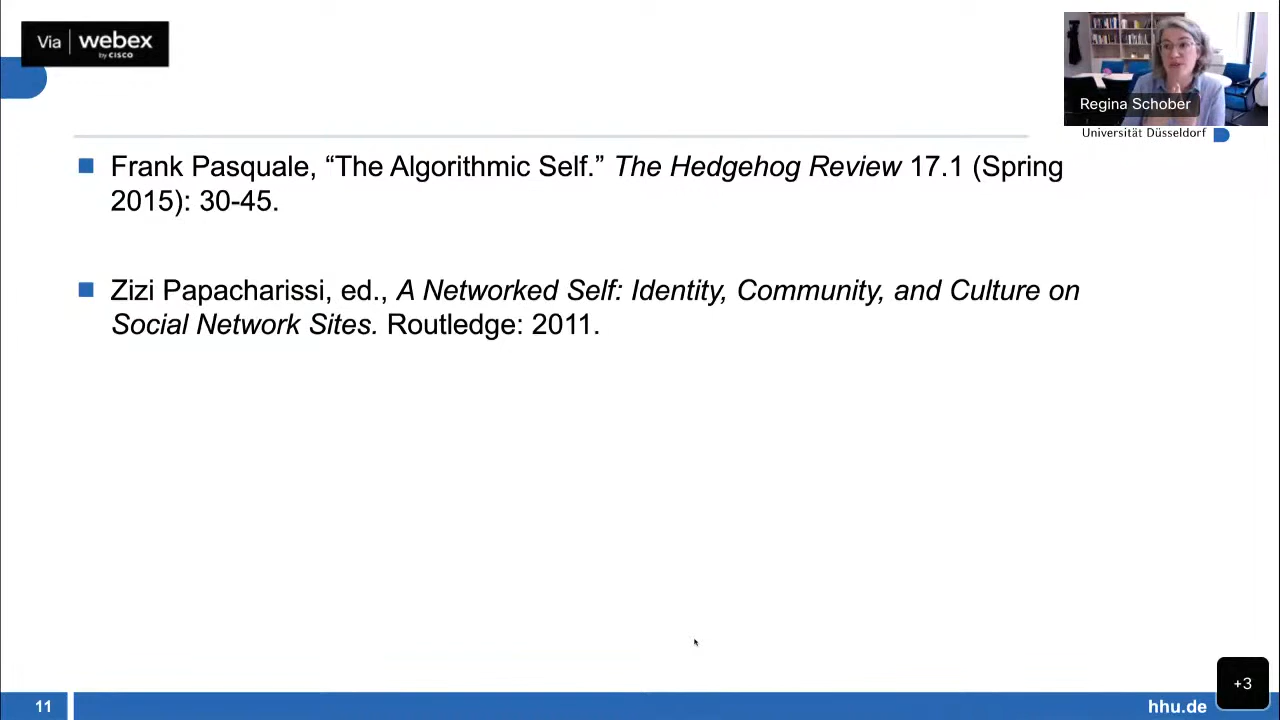 Via webex
by CISCO
Regina Schober
Universität Düsseldorf
Frank Pasquale, “The Algorithmic Self.” The Hedgehog Review 17.1 (Spring
2015): 30-45.
Zizi Papacharissi, ed., A Networked Self: Identity, Community, and Culture on
Social Network Sites. Routledge: 2011.
11
hhu.de
+3